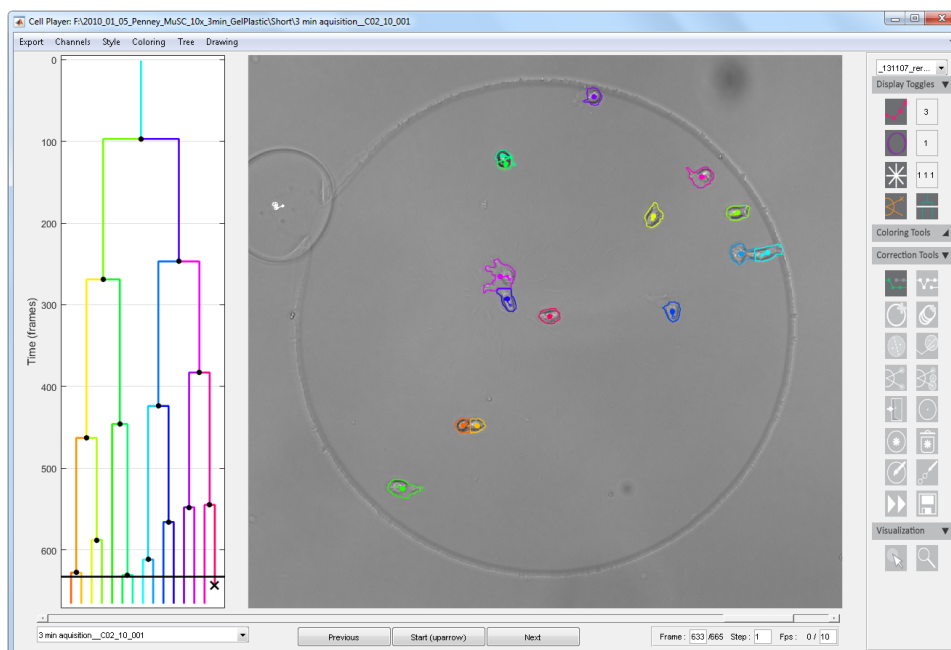 Cell Player: F:\2010_01_05_Penney_MuSC_10x_3min_GelPlastic\Short\3 min aquisition_C02_10_001
Export Channels Style Coloring Tree Drawing
0
100
200
300
400
500
600
Time (frames)
_131107_rer...
Display Toggles
3
1
1 1 1
Coloring Tools
Correction Tools
Visualization
3 min aquisition__C02_10_001
Previous
Start (uparrow)
Next
Frame : 633 /665 Step : 1 Fps : 0 / 10